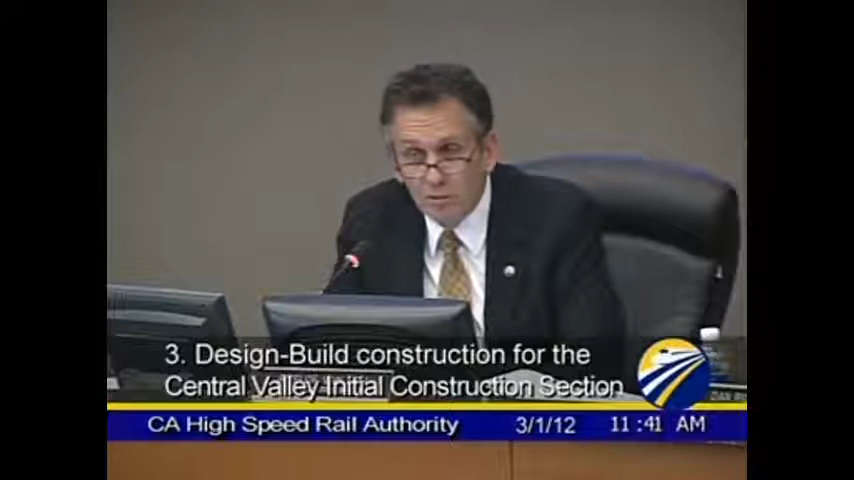 3. Design-Build construction for the
Central Valley Initial Construction Section
CA High Speed Rail Authority 3/1/12 11:41 AM